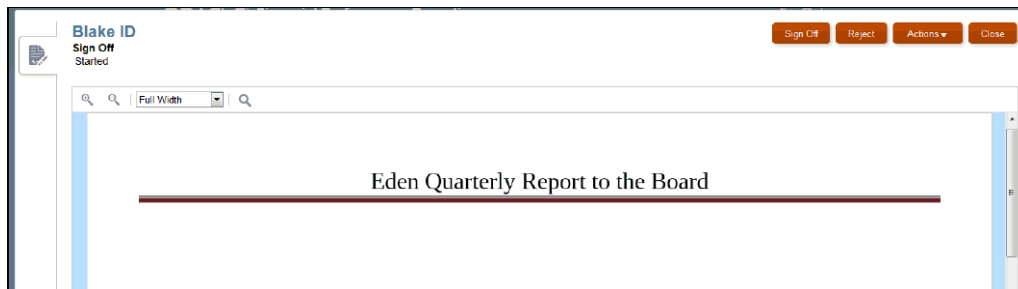 Blake ID
Sign Off
Started
Sign Off Reject Actions Close
Full Width
Eden Quarterly Report to the Board